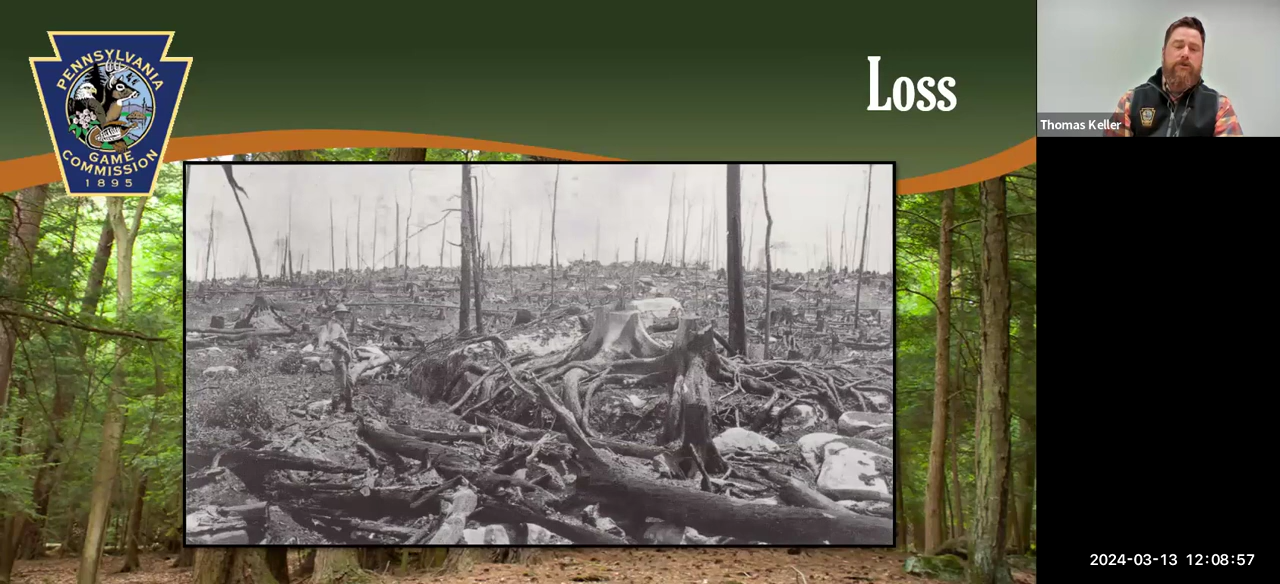 PENNSYLVANIA
GAME
COMMISSION
1895
Loss
Thomas Keller
2024-03-13 12:08:57